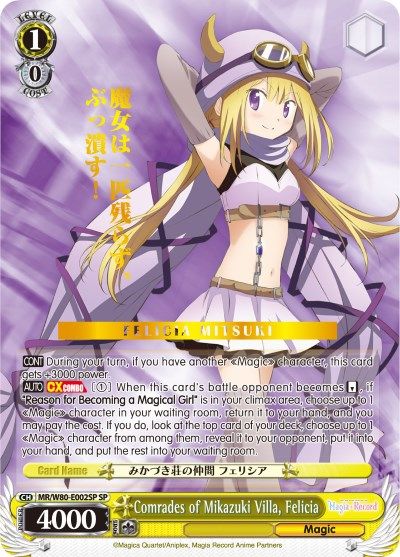 LEVEL
1
0
COST
魔女は一匹残らず、
ぶっ潰す！
FELICIA MITSUKI
CONT During your turn, if you have another «Magic» character, this card
gets +3000 power.
AUTO CX COMBO [①] When this card's battle opponent becomes , if
"Reason for Becoming a Magical Girl" is in your climax area, choose up to 1
«Magic» character in your waiting room, return it to your hand, and you
may pay the cost. If you do, look at the top card of your deck, choose up to 1
«Magic» character from among them, reveal it to your opponent, put it into
your hand, and put the rest into your waiting room.
Card Name みかづき荘の仲間 フェリシア
CH MR/W80-E002SP SP
Comrades of Mikazuki Villa, Felicia
Magia Record
4000
Magic
©Magica Quartet/Aniplex, Magia Record Anime Partners